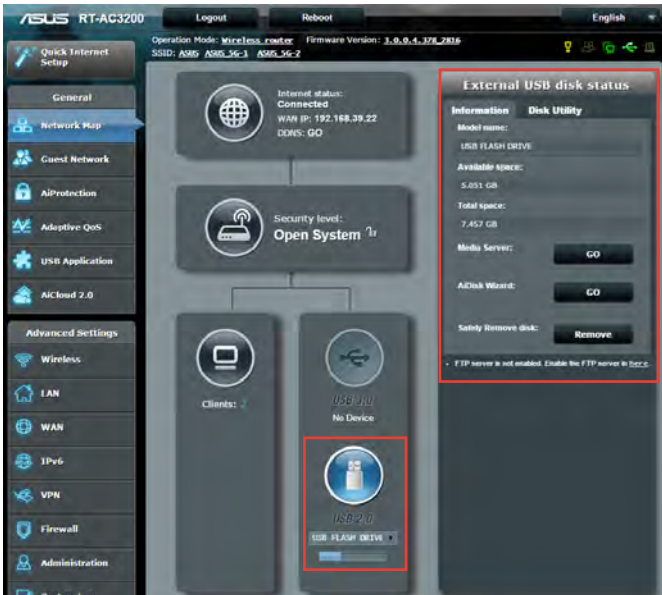 ASUS RT-AC3200
Logout
Reboot
English
Quick Internet
Setup
Operation Mode: Wireless router Firmware Version: 3.0.0.4.378_2816
SSID: ASUS ASUS_5G-1 ASUS_5G-2
General
Network Map
Guest Network
AiProtection
Adaptive QoS
USB Application
AiCloud 2.0
Advanced Settings
Wireless
LAN
WAN
IPv6
VPN
Firewall
Administration
Internet status:
Connected
WAN IP: 192.168.39.22
DDNS: GO
Security level:
Open System
Clients: 2
USB 3.0
No Device
USB 2.0
USB FLASH DRIVE
External USB disk status
Information Disk Utility
Model name:
USB FLASH DRIVE
Available space:
5.051 GB
Total space:
7.457 GB
Media Server: GO
AiDisk Wizard: GO
Safely Remove disk: Remove
• FTP server is not enabled. Enable the FTP server in here.